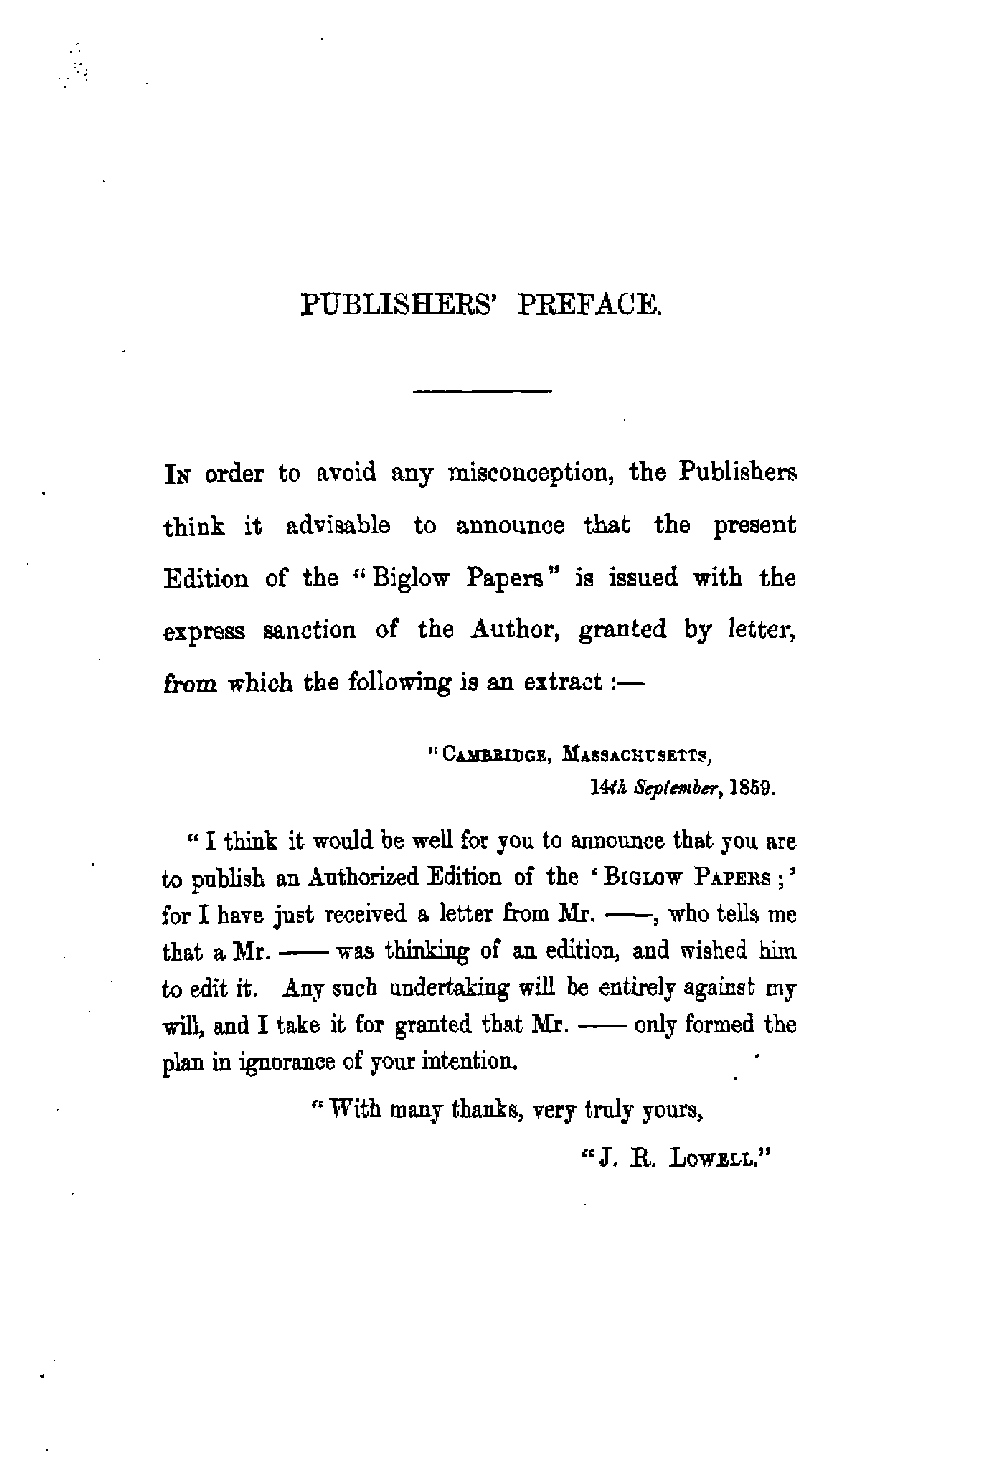 PUBLISHERS' PREFACE.
In order to avoid any misconception, the Publishers
think it advisable to announce that the present
Edition of the “Biglow Papers” is issued with the
express sanction of the Author, granted by letter,
from which the following is an extract :—
“Cambridge, Massachusetts,
14th September, 1859.
“I think it would be well for you to announce that you are
to publish an Authorized Edition of the ‘Biglow Papers;’
for I have just received a letter from Mr. ——, who tells me
that a Mr. —— was thinking of an edition, and wished him
to edit it. Any such undertaking will be entirely against my
will, and I take it for granted that Mr. —— only formed the
plan in ignorance of your intention.
“With many thanks, very truly yours,
“J. R. Lowell.”